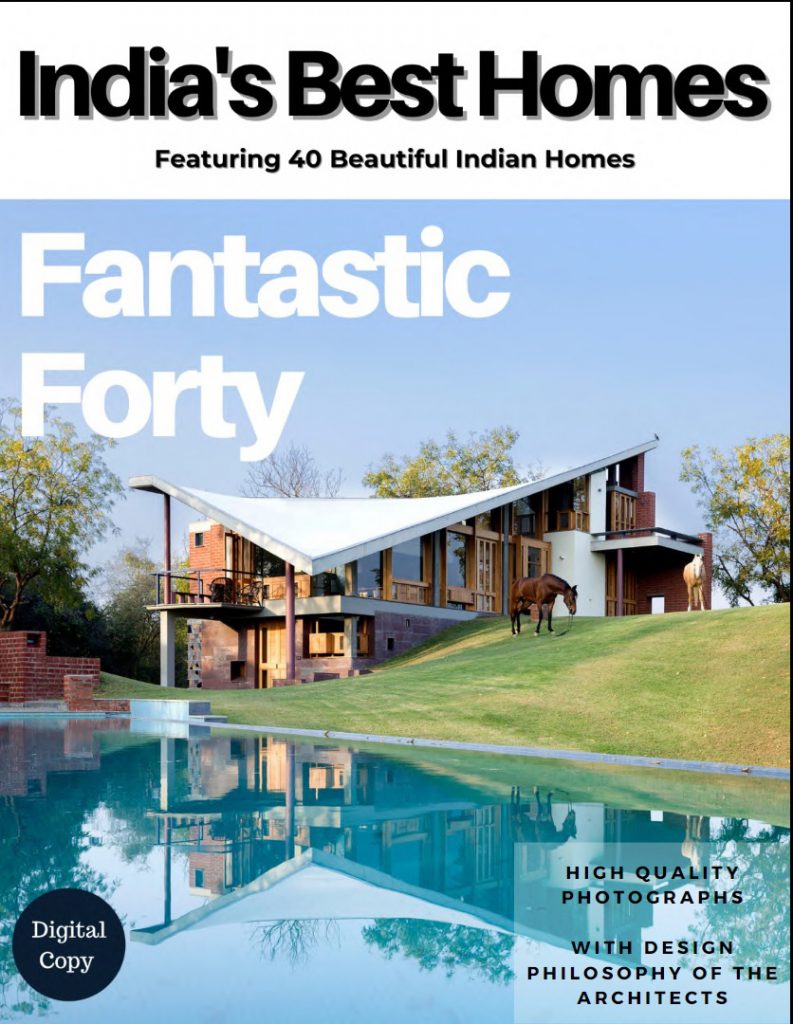 India's Best Homes
Featuring 40 Beautiful Indian Homes
Fantastic
Forty
HIGH QUALITY
PHOTOGRAPHS
WITH DESIGN
PHILOSOPHY OF THE
ARCHITECTS
Digital
Copy